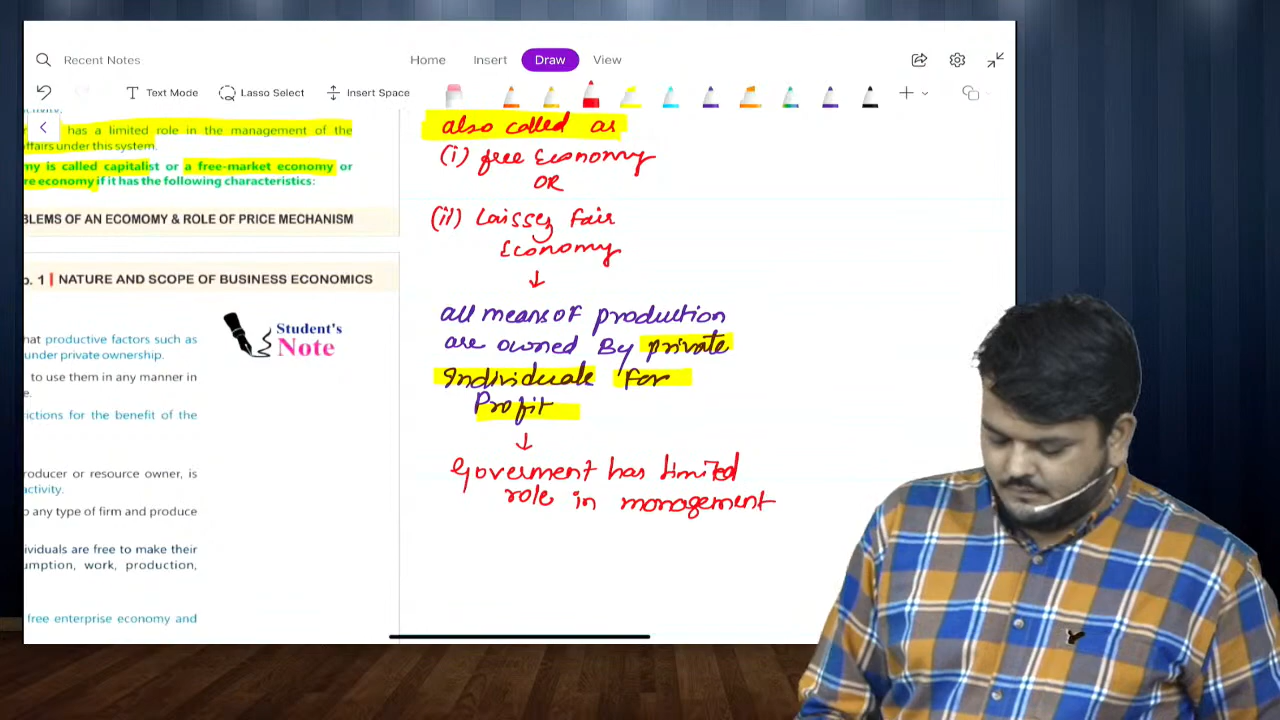 Recent Notes
Home Insert Draw View
Text Mode Lasso Select Insert Space
has a limited role in the management of the
affairs under this system.
my is called capitalist or a free-market economy or
re economy if it has the following characteristics:
BLEMS OF AN ECOMOMY & ROLE OF PRICE MECHANISM
p. 1 | NATURE AND SCOPE OF BUSINESS ECONOMICS
hat productive factors such as
under private ownership.
to use them in any manner in
e.
ictions for the benefit of the
roducer or resource owner, is
activity.
o any type of firm and produce
ividuals are free to make their
umption, work, production,
free enterprise economy and
Student's
Note
also called as
(i) free Economy
OR
(ii) Laissez fair
Economy
↓
all means of production
are owned By private
Individuals for
Profit
↓
Goverment has limited
role in management